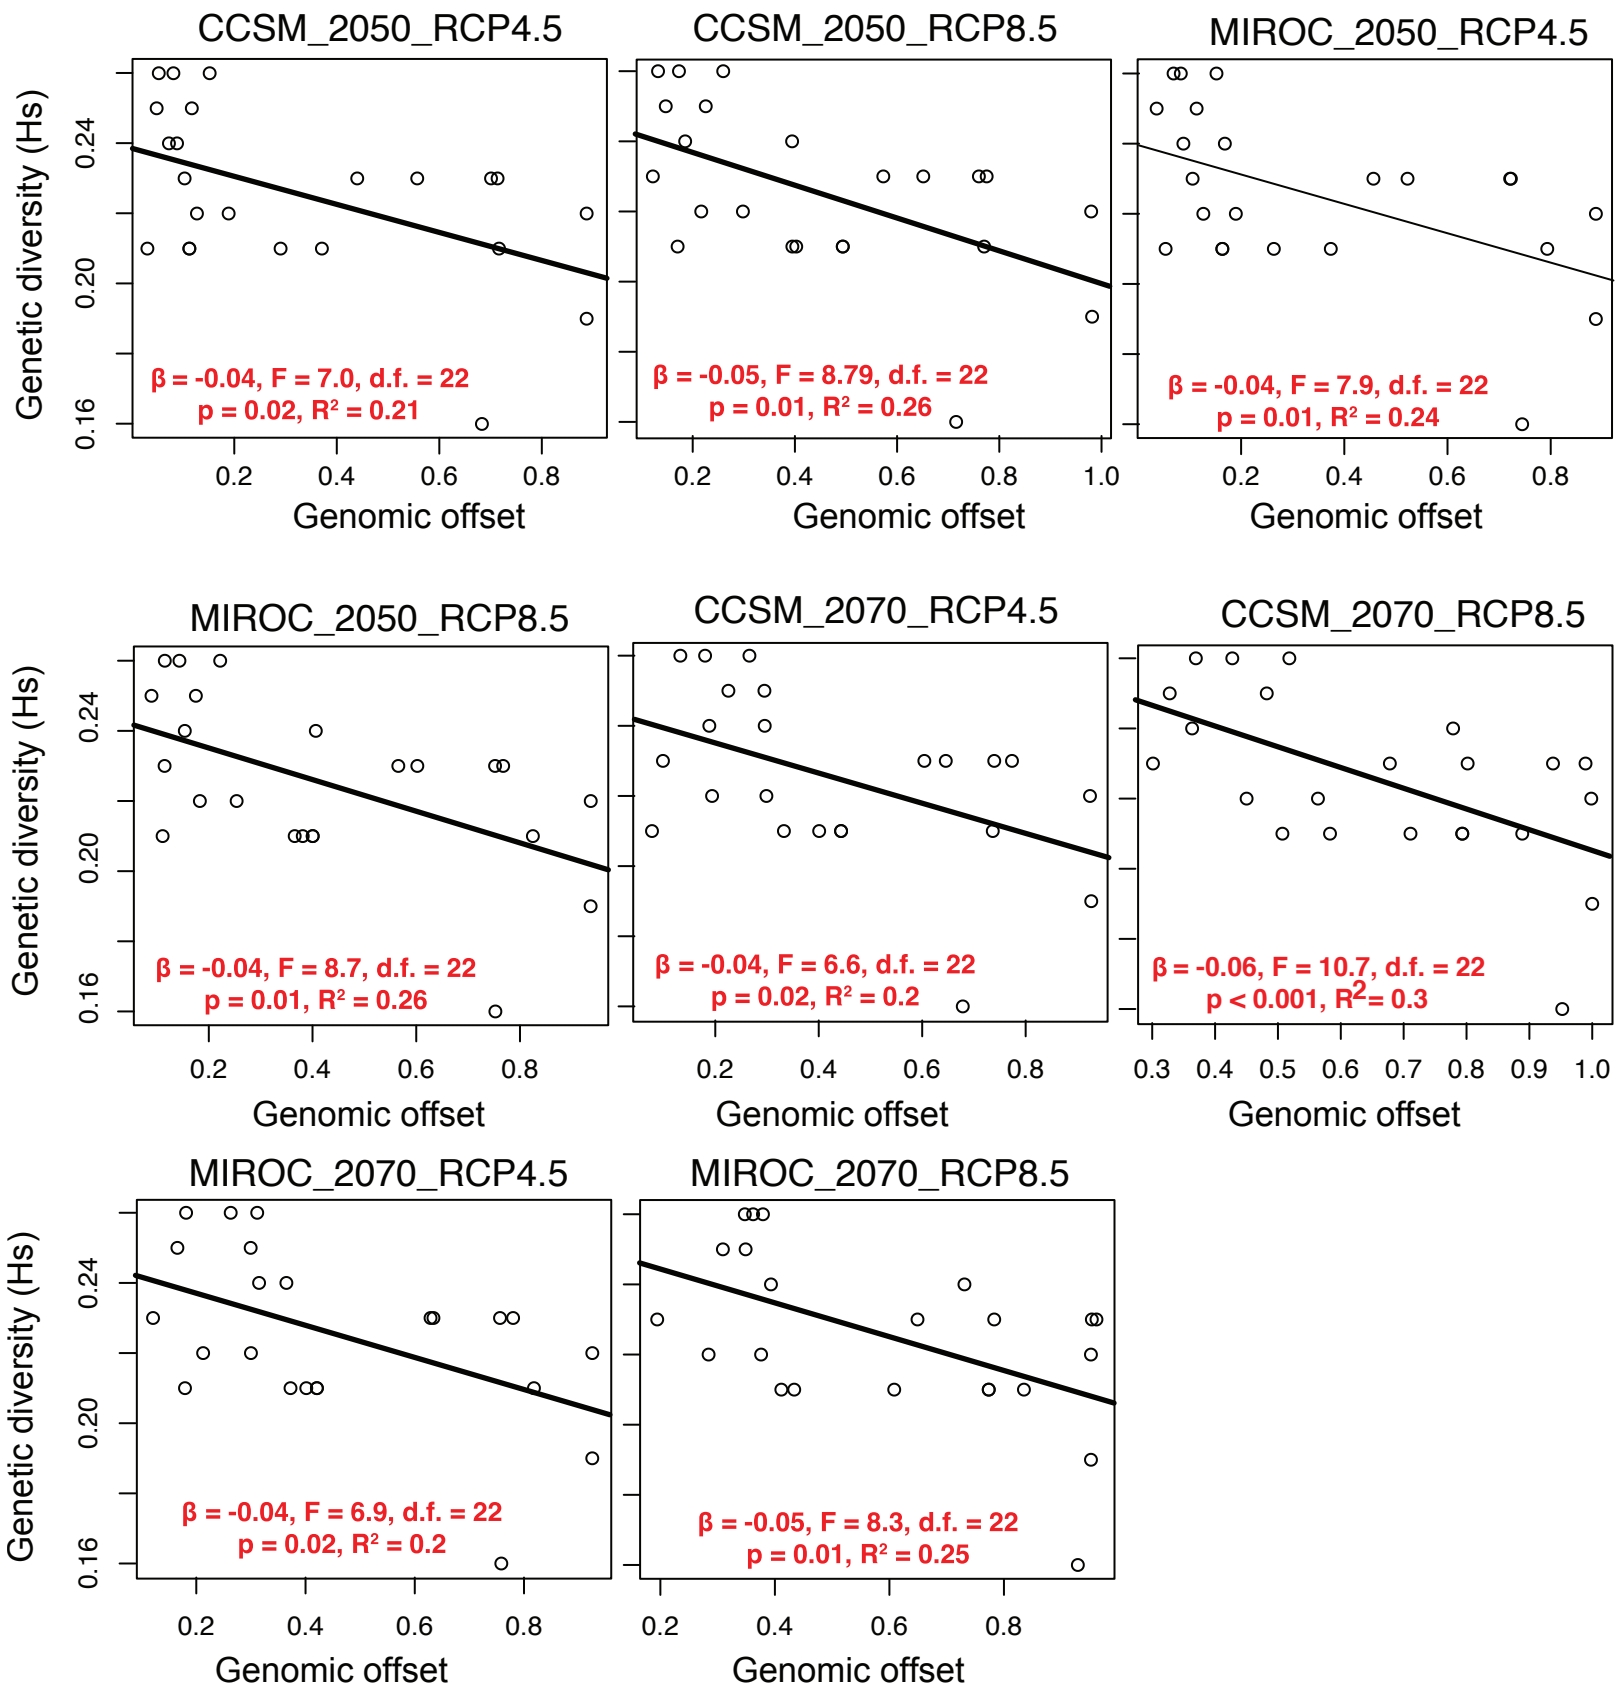 CCSM_2050_RCP4.5
CCSM_2050_RCP8.5
MIROC_2050_RCP4.5
Genetic diversity (Hs)
0.24
0.20
0.16
β = -0.04, F = 7.0, d.f. = 22
p = 0.02, R² = 0.21
β = -0.05, F = 8.79, d.f. = 22
p = 0.01, R² = 0.26
β = -0.04, F = 7.9, d.f. = 22
p = 0.01, R² = 0.24
0.2 0.4 0.6 0.8
0.2 0.4 0.6 0.8 1.0
0.2 0.4 0.6 0.8
Genomic offset
Genomic offset
Genomic offset
MIROC_2050_RCP8.5
CCSM_2070_RCP4.5
CCSM_2070_RCP8.5
Genetic diversity (Hs)
0.24
0.20
0.16
β = -0.04, F = 8.7, d.f. = 22
p = 0.01, R² = 0.26
β = -0.04, F = 6.6, d.f. = 22
p = 0.02, R² = 0.2
β = -0.06, F = 10.7, d.f. = 22
p < 0.001, R² = 0.3
0.2 0.4 0.6 0.8
0.2 0.4 0.6 0.8
0.3 0.4 0.5 0.6 0.7 0.8 0.9 1.0
Genomic offset
Genomic offset
Genomic offset
MIROC_2070_RCP4.5
MIROC_2070_RCP8.5
Genetic diversity (Hs)
0.24
0.20
0.16
β = -0.04, F = 6.9, d.f. = 22
p = 0.02, R² = 0.2
β = -0.05, F = 8.3, d.f. = 22
p = 0.01, R² = 0.25
0.2 0.4 0.6 0.8
0.2 0.4 0.6 0.8
Genomic offset
Genomic offset